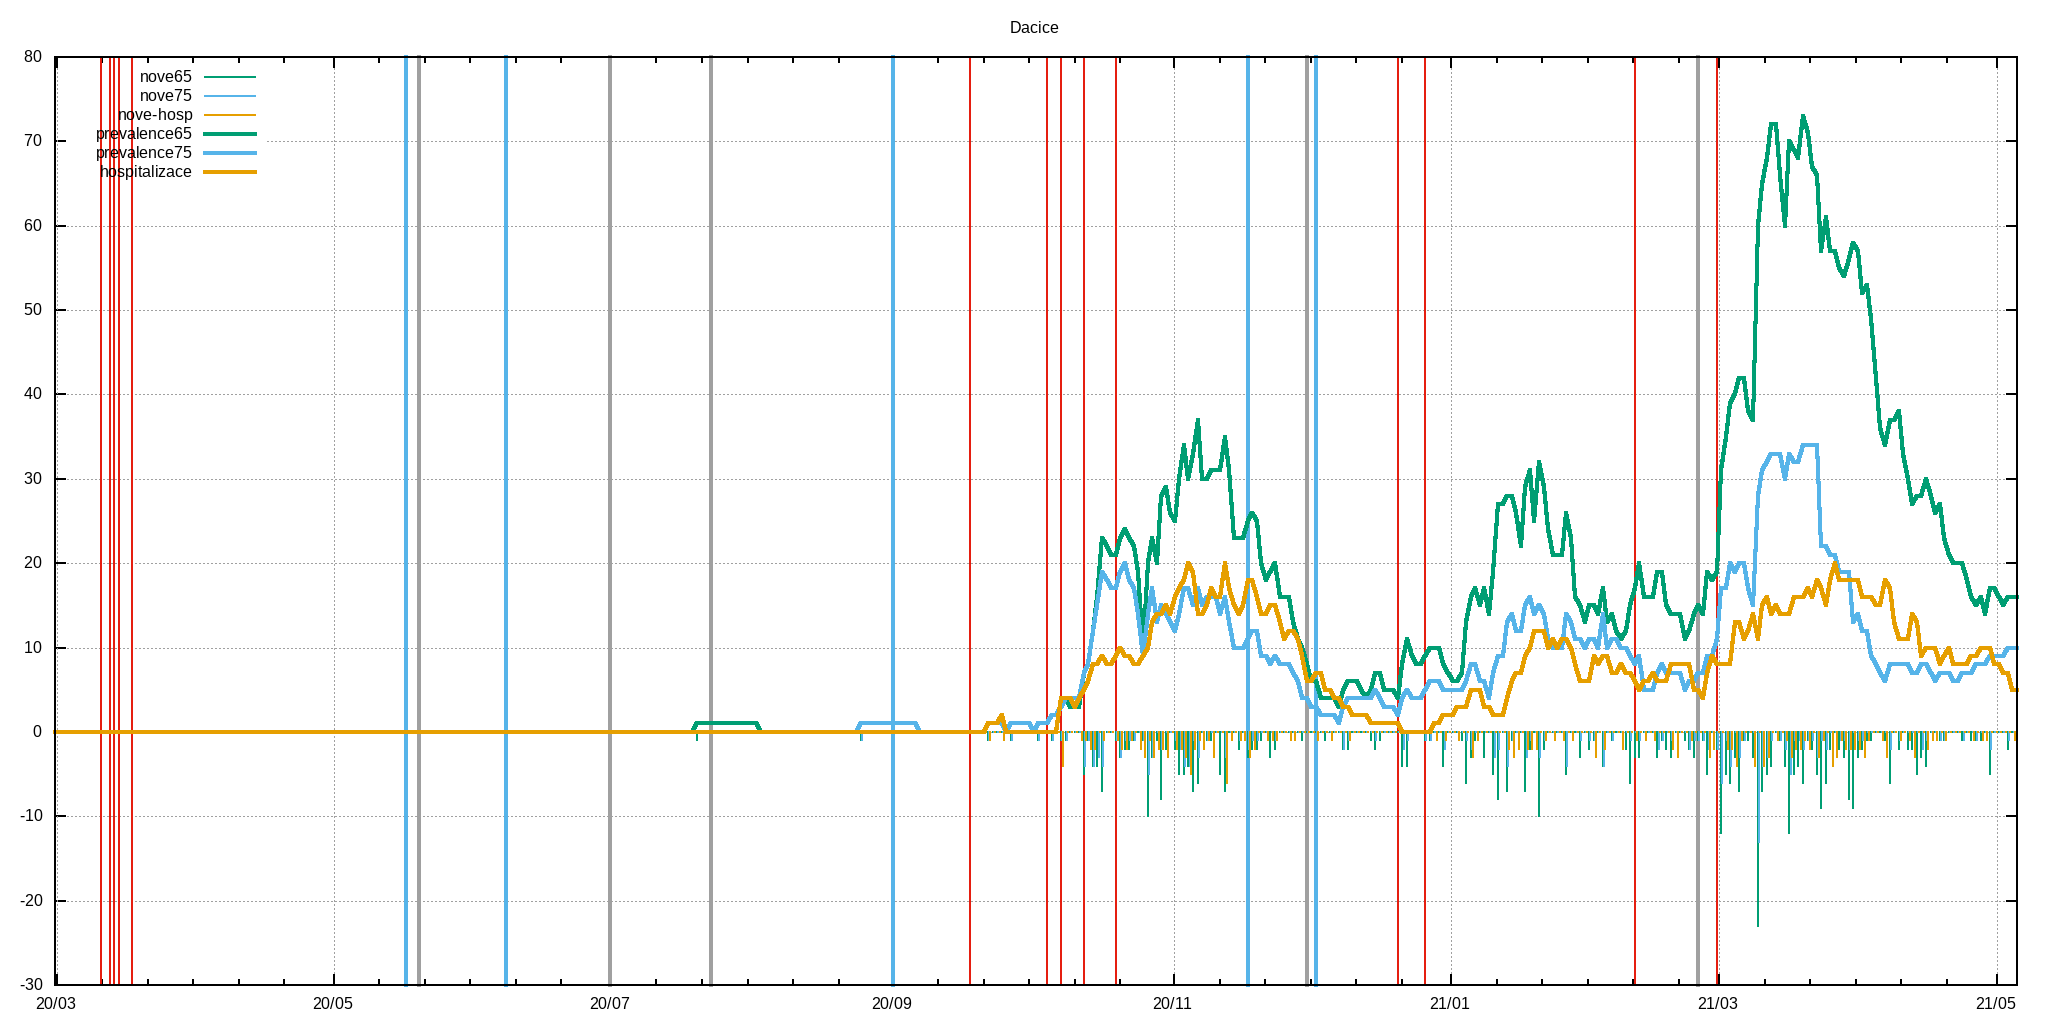 Dacice
80
70
60
50
40
30
20
10
0
-10
-20
-30
nove65
nove75
nove-hosp
prevalence65
prevalence75
hospitalizace
20/03 20/05 20/07 20/09 20/11 21/01 21/03 21/05